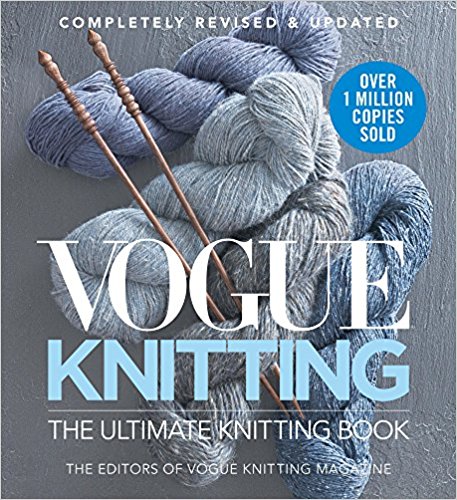 COMPLETELY REVISED & UPDATED
OVER
1 MILLION
COPIES
SOLD
VOGUE
KNITTING
THE ULTIMATE KNITTING BOOK
THE EDITORS OF VOGUE KNITTING MAGAZINE